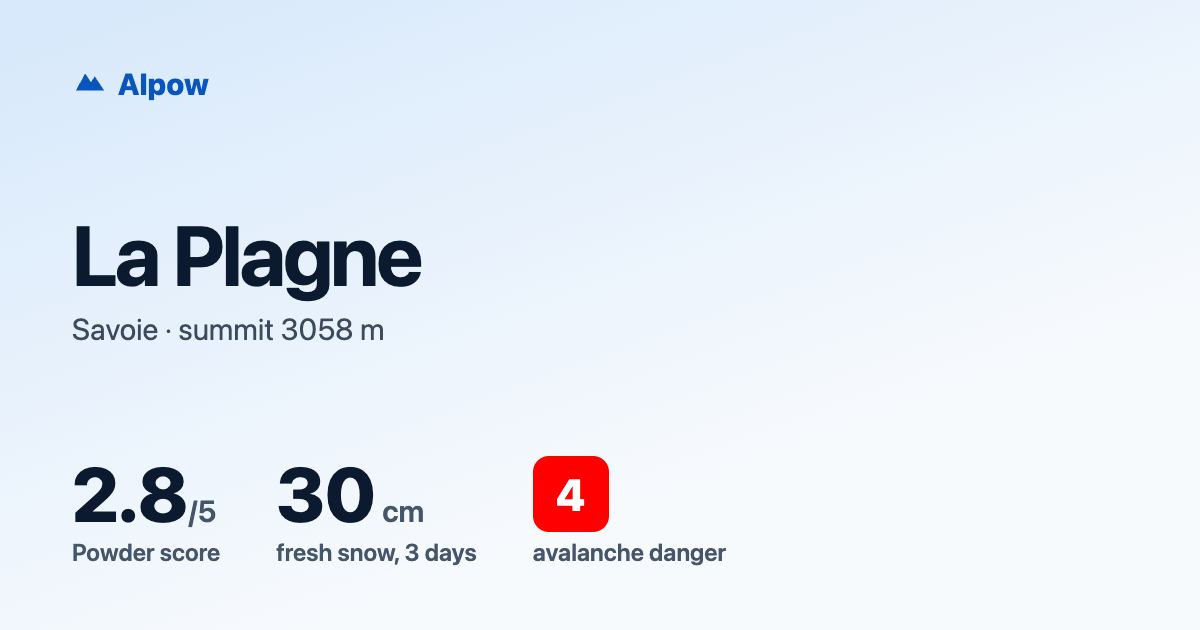 Alpow
La Plagne
Savoie · summit 3058 m
2.8/5 30 cm 4
Powder score fresh snow, 3 days avalanche danger